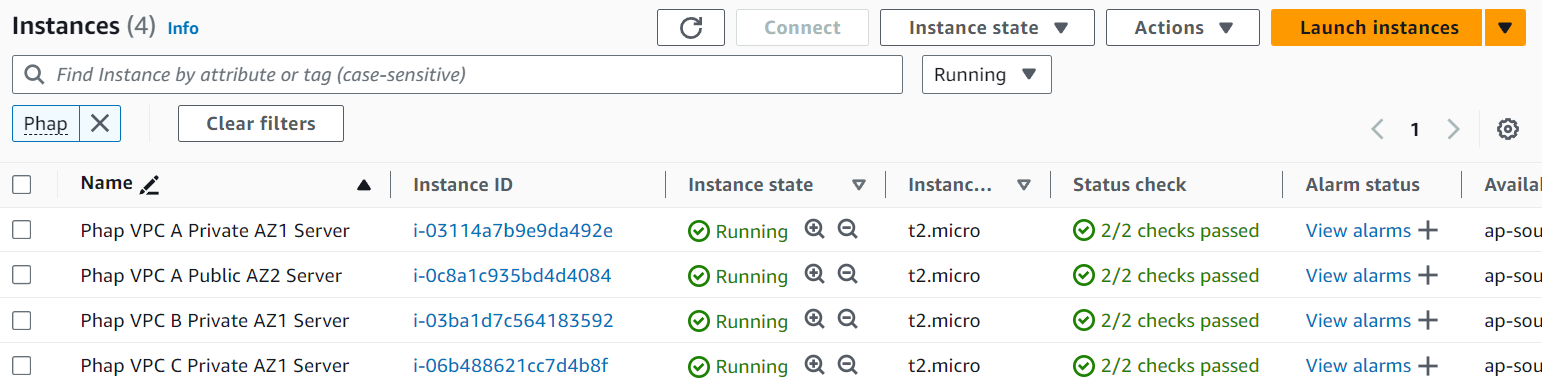 Instances (4) Info Connect Instance state Actions Launch instances
Find Instance by attribute or tag (case-sensitive) Running
Phap Clear filters 1
Name Instance ID Instance state Instanc... Status check Alarm status Availal
Phap VPC A Private AZ1 Server i-03114a7b9e9da492e Running t2.micro 2/2 checks passed View alarms ap-sou
Phap VPC A Public AZ2 Server i-0c8a1c935bd4d4084 Running t2.micro 2/2 checks passed View alarms ap-sou
Phap VPC B Private AZ1 Server i-03ba1d7c564183592 Running t2.micro 2/2 checks passed View alarms ap-sou
Phap VPC C Private AZ1 Server i-06b488621cc7d4b8f Running t2.micro 2/2 checks passed View alarms ap-sou